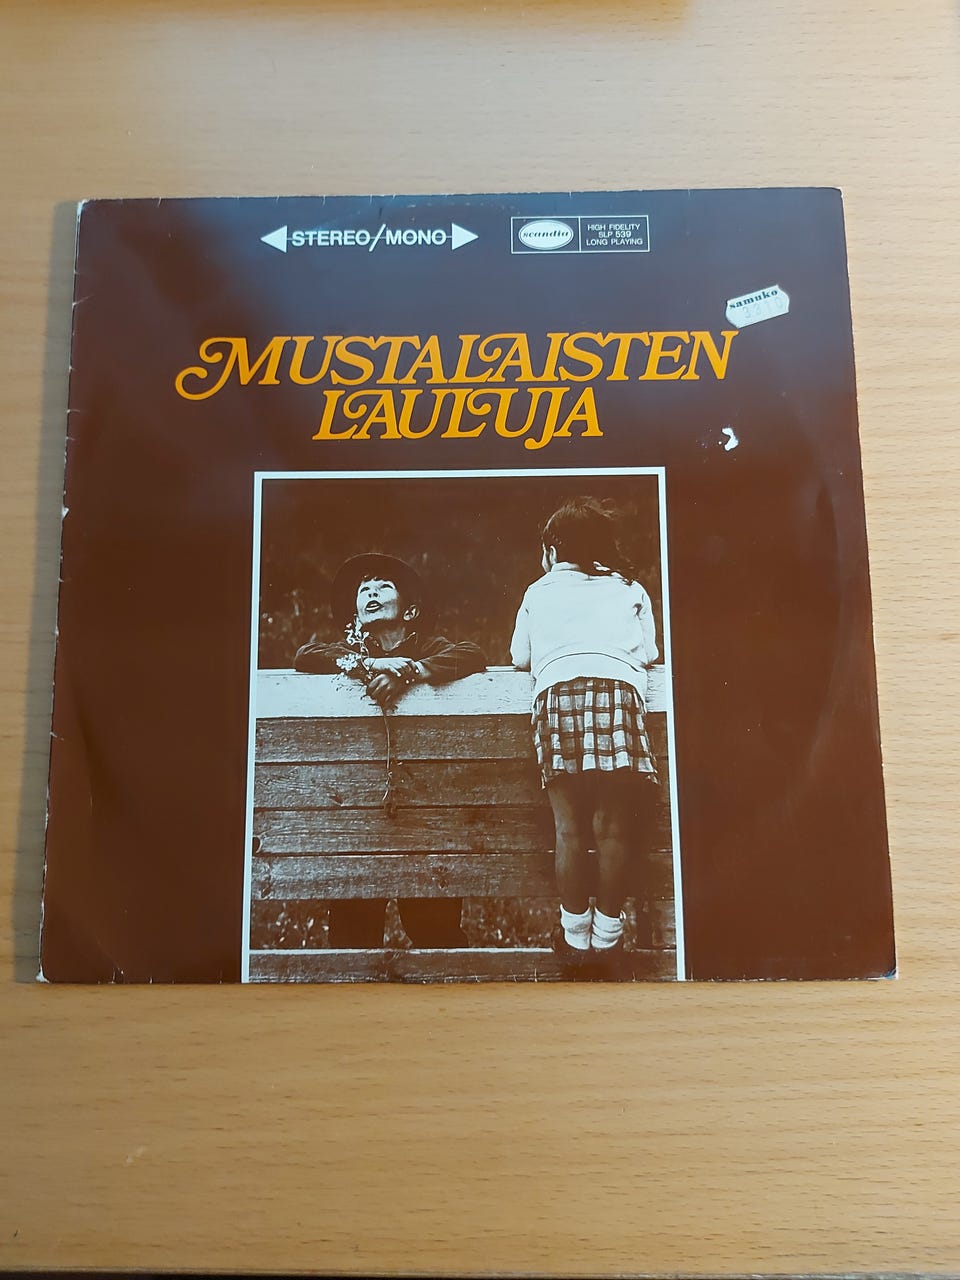 STEREO/MONO
scandia
HIGH FIDELITY
SLP 539
LONG PLAYING
samuko
MUSTALAISTEN
LAULUJA